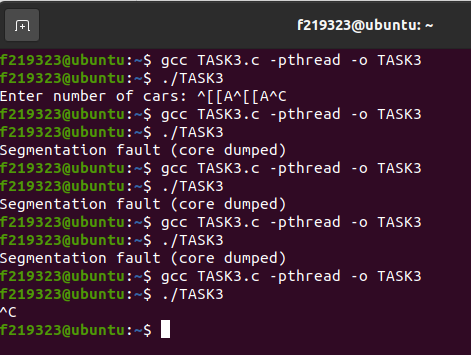 f219323@ubuntu: ~
f219323@ubuntu:~$ gcc TASK3.c -pthread -o TASK3
f219323@ubuntu:~$ ./TASK3
Enter number of cars: ^[[A^[[A^C
f219323@ubuntu:~$ gcc TASK3.c -pthread -o TASK3
f219323@ubuntu:~$ ./TASK3
Segmentation fault (core dumped)
f219323@ubuntu:~$ gcc TASK3.c -pthread -o TASK3
f219323@ubuntu:~$ ./TASK3
Segmentation fault (core dumped)
f219323@ubuntu:~$ gcc TASK3.c -pthread -o TASK3
f219323@ubuntu:~$ ./TASK3
Segmentation fault (core dumped)
f219323@ubuntu:~$ gcc TASK3.c -pthread -o TASK3
f219323@ubuntu:~$ ./TASK3
^C
f219323@ubuntu:~$